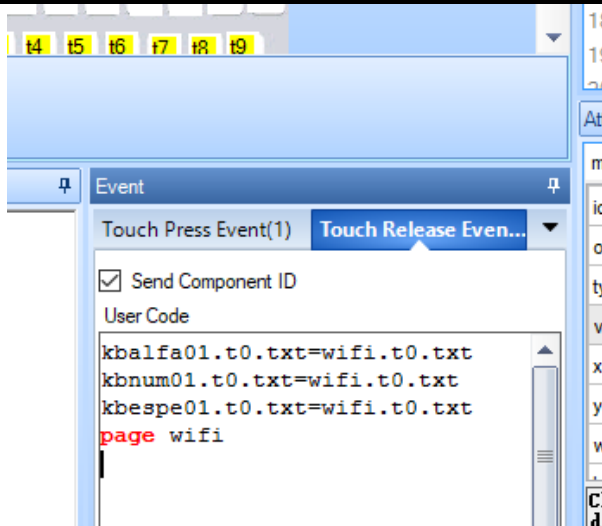 t4 t5 t6 t7 t8 t9
Event
Touch Press Event(1) Touch Release Even...
Send Component ID
User Code
kbalfa01.t0.txt=wifi.t0.txt
kbnum01.t0.txt=wifi.t0.txt
kbespe01.t0.txt=wifi.t0.txt
page wifi
At